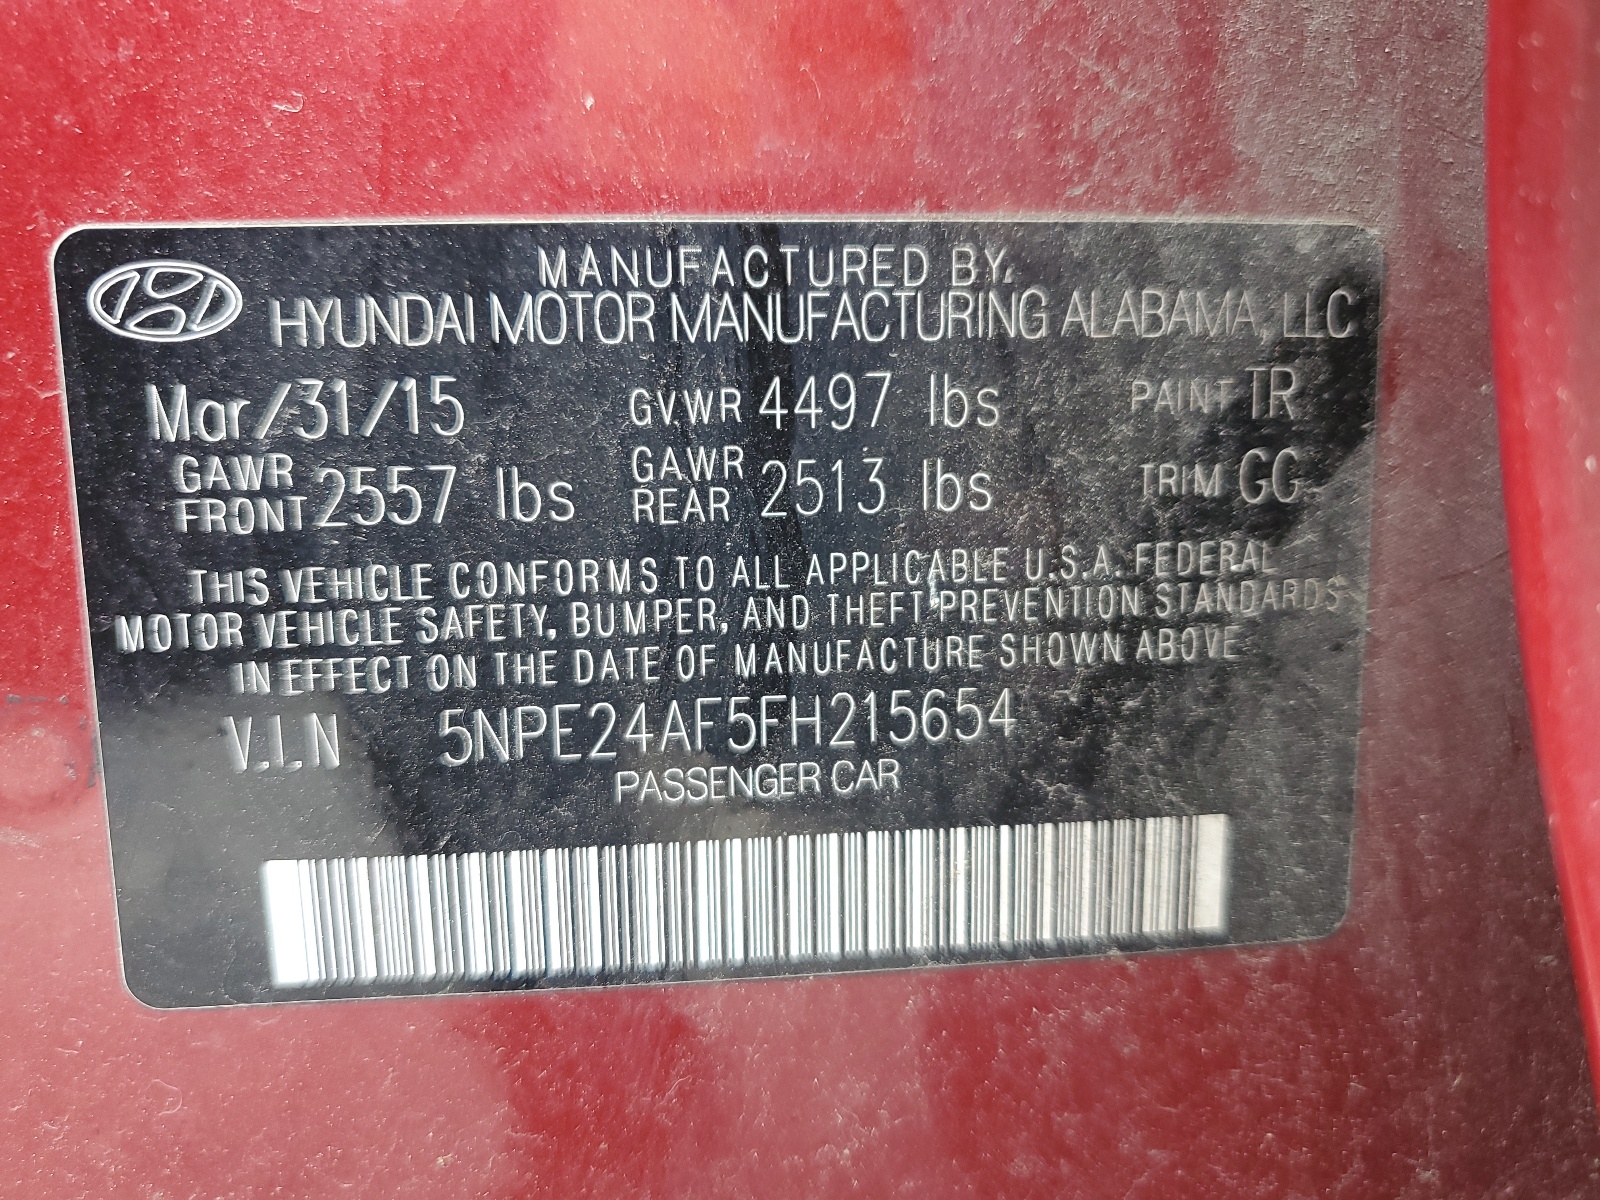 MANUFACTURED BY.
HYUNDAI MOTOR MANUFACTURING ALABAMA, LLC
Mar/31/15 GVWR 4497 lbs PAINT TR
GAWR FRONT 2557 lbs GAWR REAR 2513 lbs TRIM GG
THIS VEHICLE CONFORMS TO ALL APPLICABLE U.S.A. FEDERAL
MOTOR VEHICLE SAFETY, BUMPER, AND THEFT PREVENTION STANDARDS
IN EFFECT ON THE DATE OF MANUFACTURE SHOWN ABOVE
V.I.N 5NPE24AF5FH215654
PASSENGER CAR